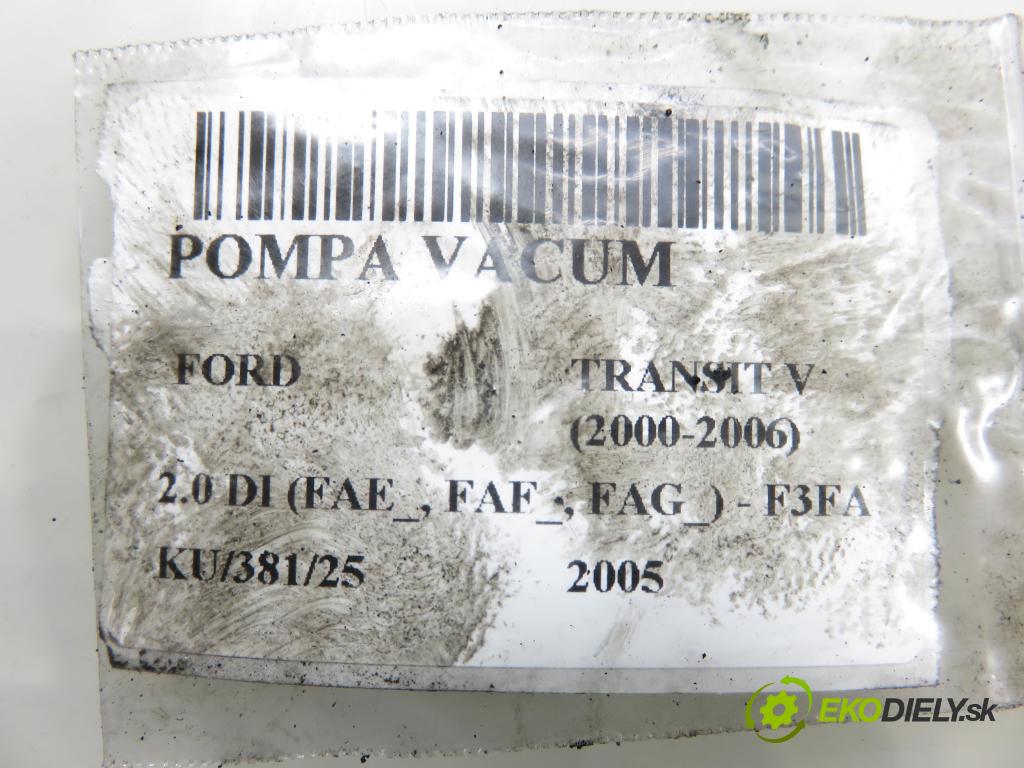 POMPA VACUM
FORD TRANSIT V
(2000-2006)
2.0 DI (FAE_, FAF_, FAG_) - F3FA
KU/381/25 2005
EKODIELY.sk